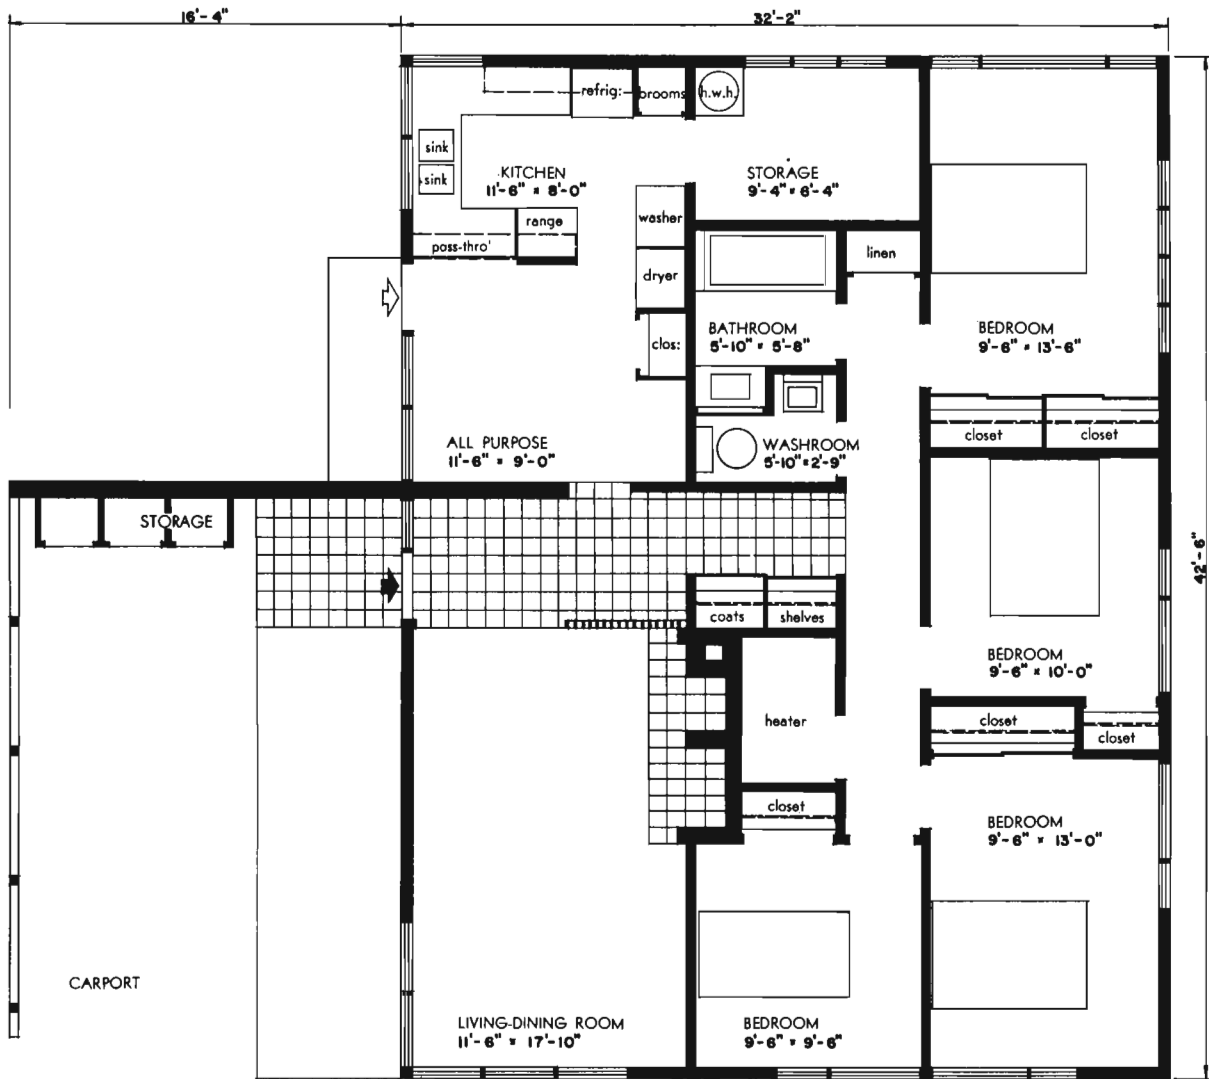 16'-4"
32'-2"
refrig:
brooms
h.w.h.
sink
sink
KITCHEN
11'-6" × 8'-0"
STORAGE
9'-4" × 6'-4"
washer
range
pass-thro'
linen
dryer
BATHROOM
5'-10" × 5'-8"
BEDROOM
9'-6" × 13'-6"
clos:
closet
closet
ALL PURPOSE
11'-6" × 9'-0"
WASHROOM
5'-10" × 2'-9"
STORAGE
42'-6"
coats
shelves
BEDROOM
9'-6" × 10'-0"
heater
closet
closet
closet
BEDROOM
9'-6" × 13'-0"
CARPORT
LIVING-DINING ROOM
11'-6" × 17'-10"
BEDROOM
9'-6" × 9'-6"